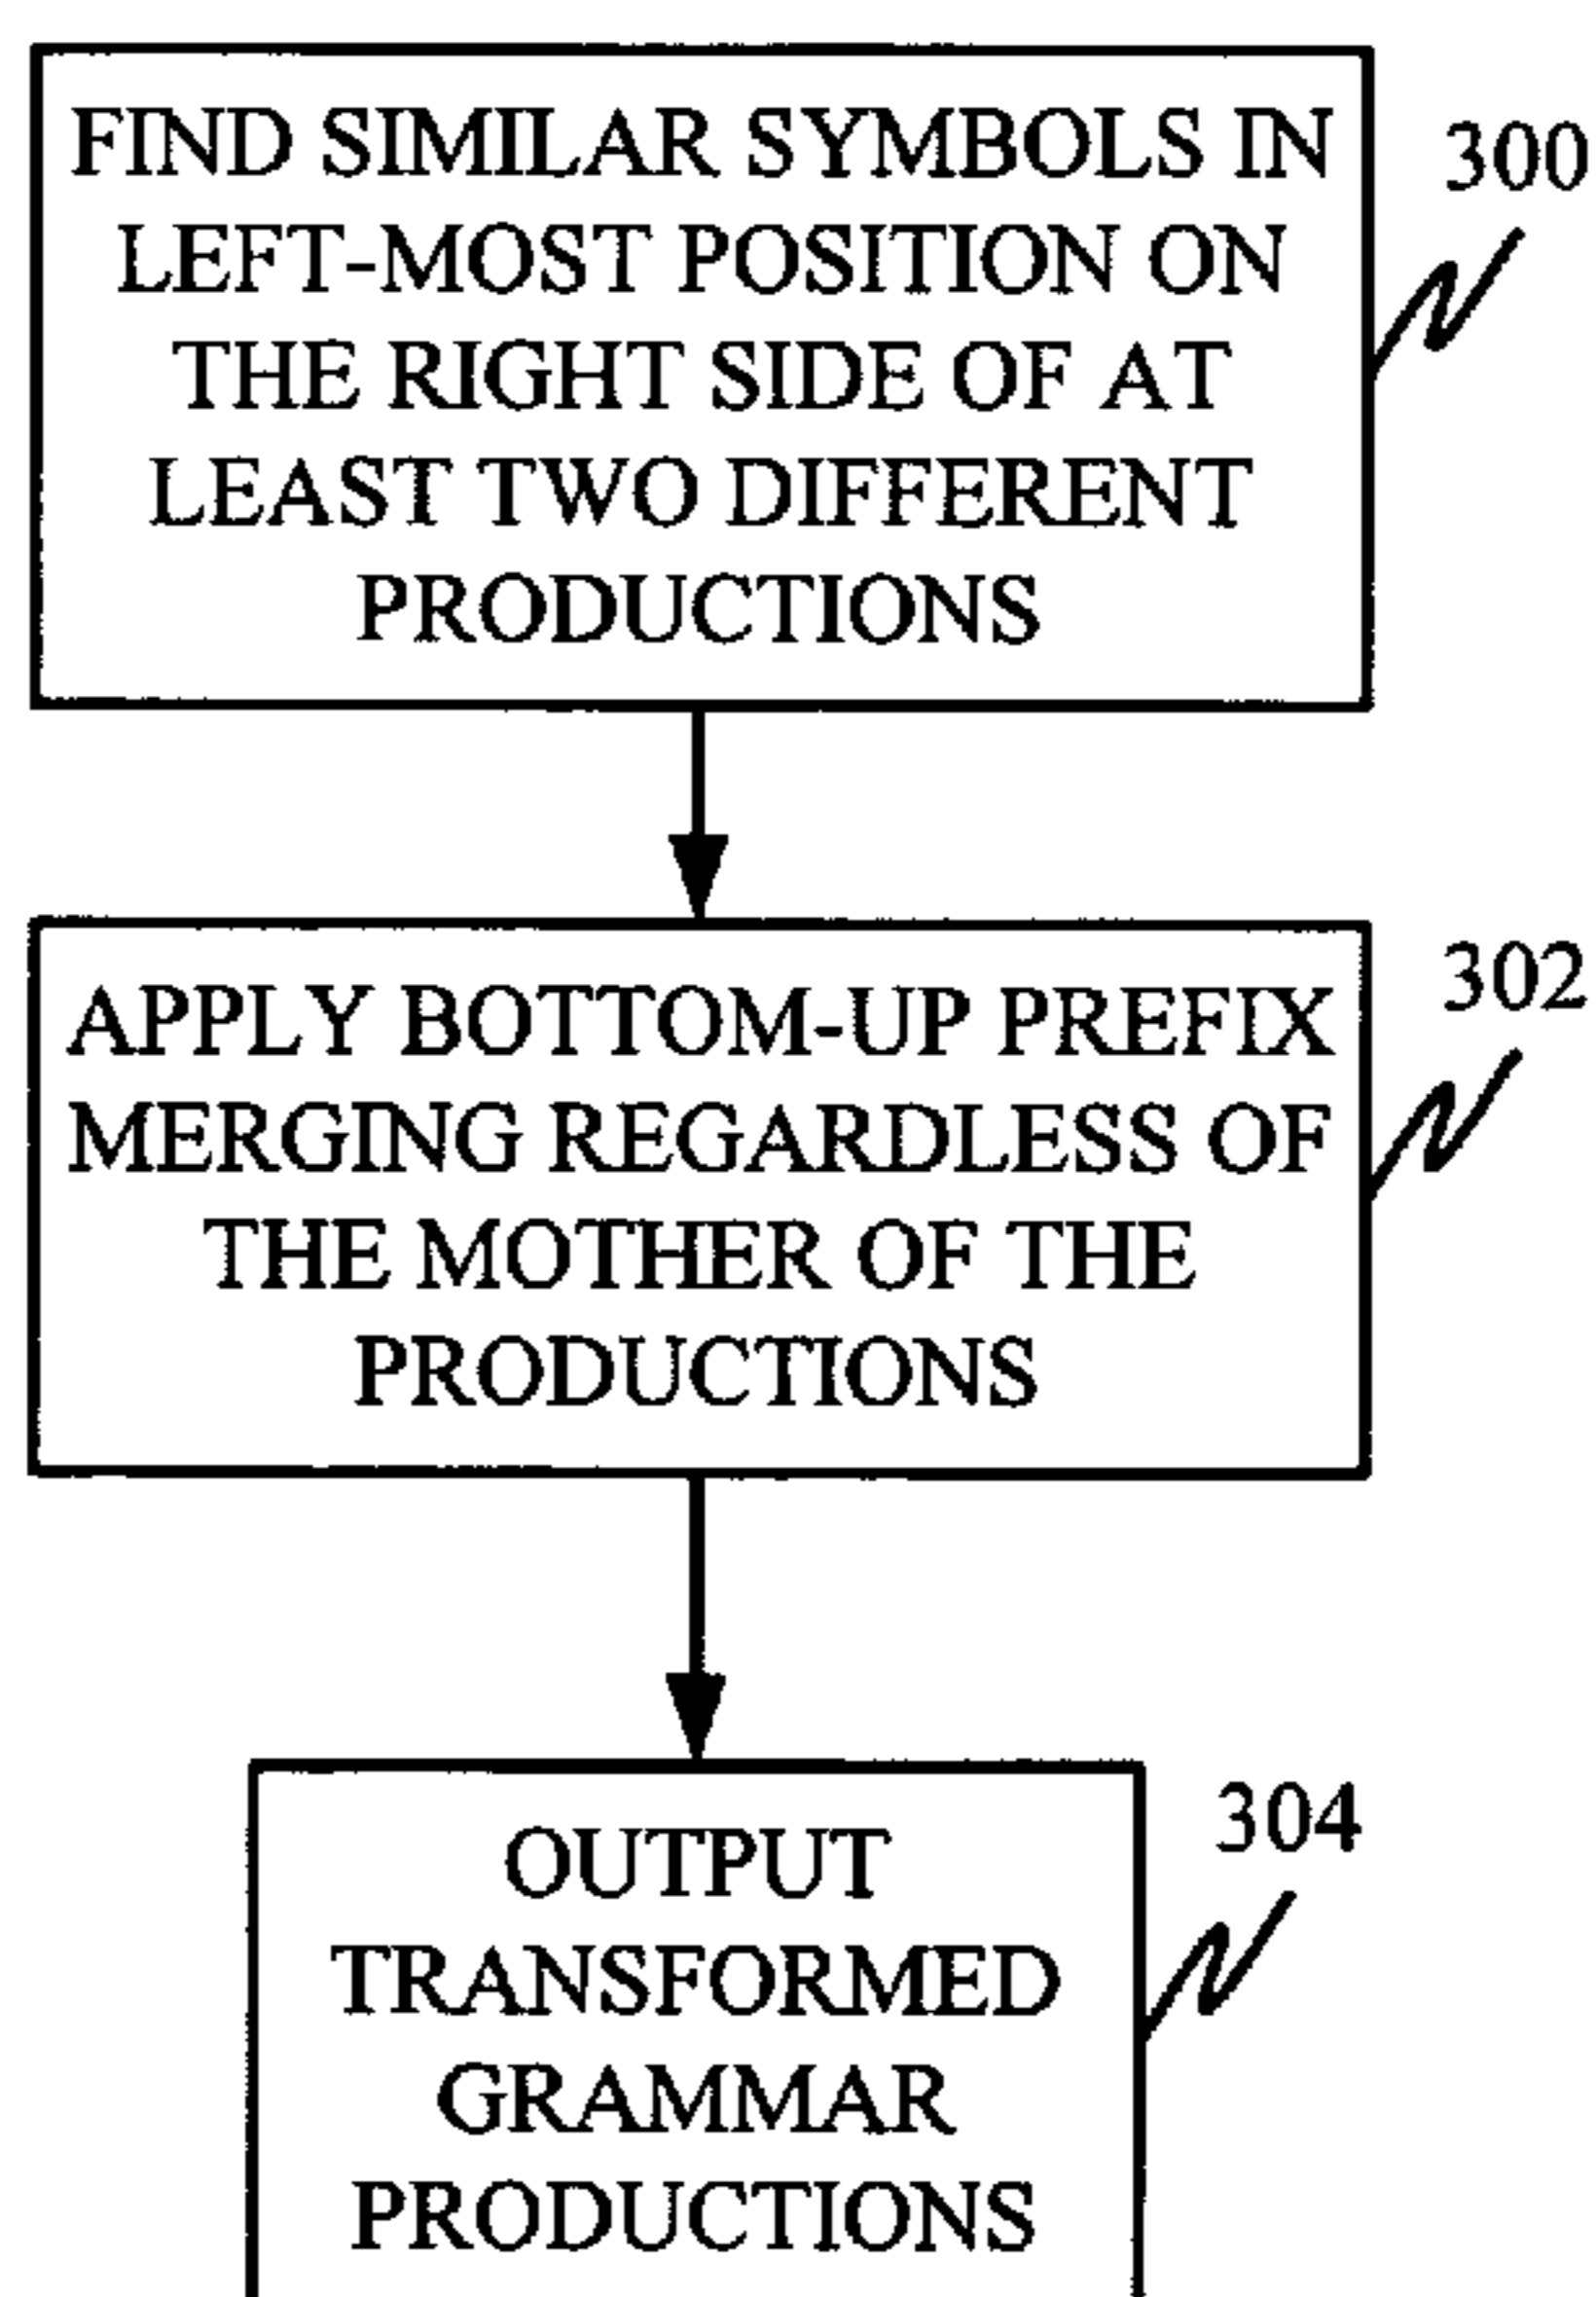 FIND SIMILAR SYMBOLS IN
LEFT-MOST POSITION ON
THE RIGHT SIDE OF AT
LEAST TWO DIFFERENT
PRODUCTIONS
300
APPLY BOTTOM-UP PREFIX
MERGING REGARDLESS OF
THE MOTHER OF THE
PRODUCTIONS
302
OUTPUT
TRANSFORMED
GRAMMAR
PRODUCTIONS
304